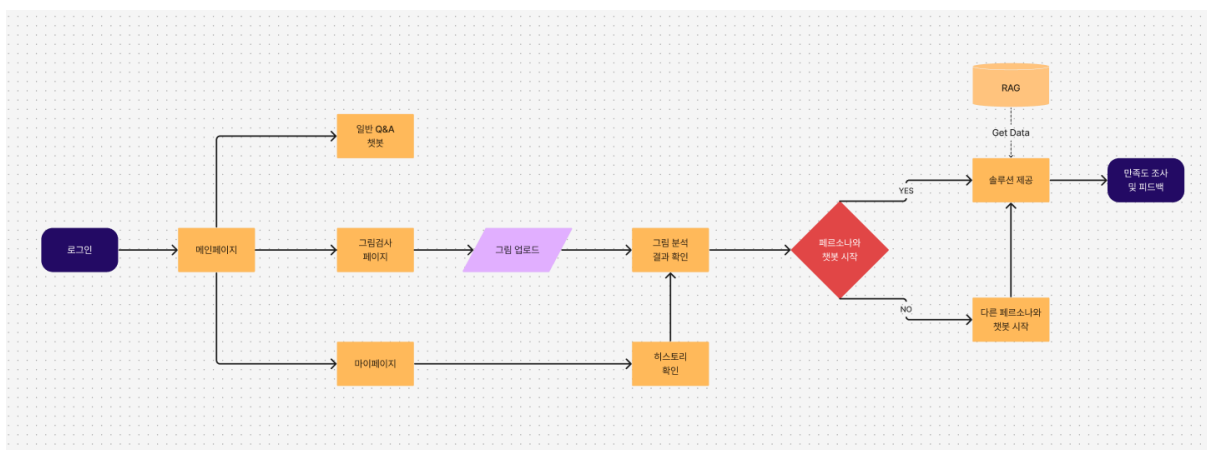 RAG
Get Data
일반 Q&A
챗봇
솔루션 제공
만족도 조사
및 피드백
YES
로그인
메인페이지
그림검사
페이지
그림 업로드
그림 분석
결과 확인
페르소나와
챗봇 시작
NO
다른 페르소나와
챗봇 시작
마이페이지
히스토리
확인